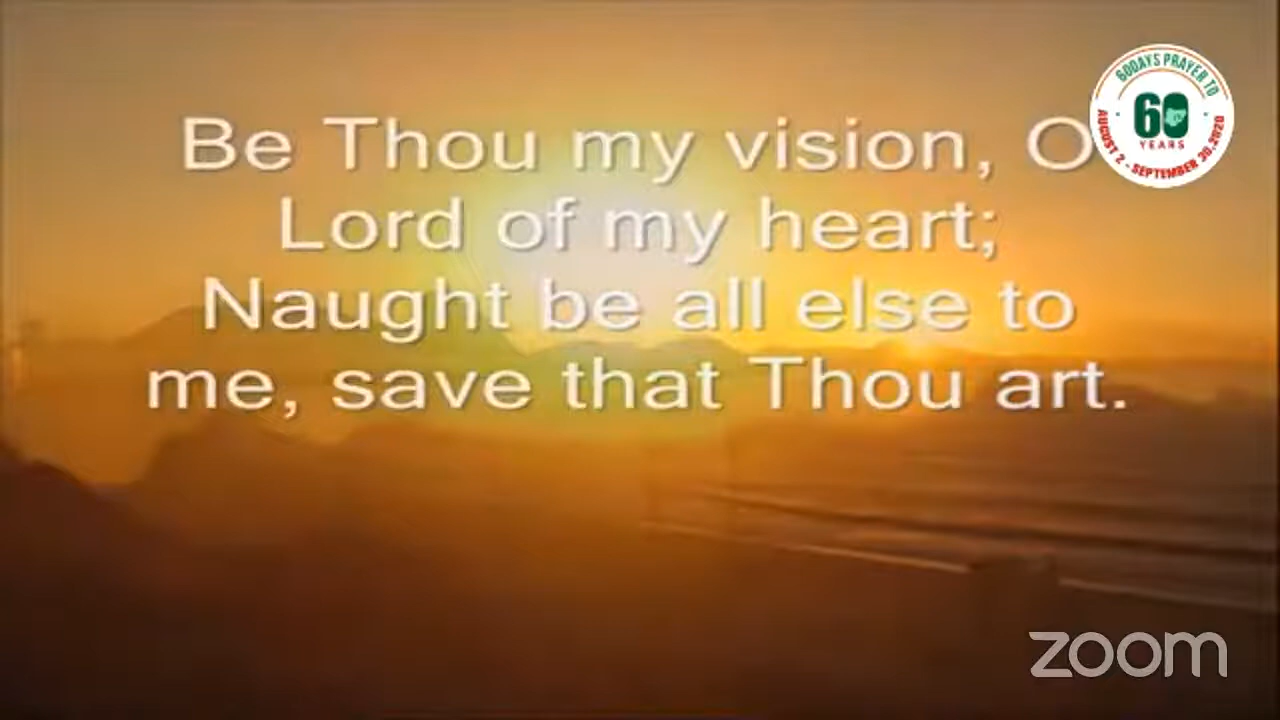 Be Thou my vision, O
Lord of my heart;
Naught be all else to
me, save that Thou art.
60DAYS PRAYER TO
60
YEARS
AUGUST 2 - SEPTEMBER 30, 2020
zoom